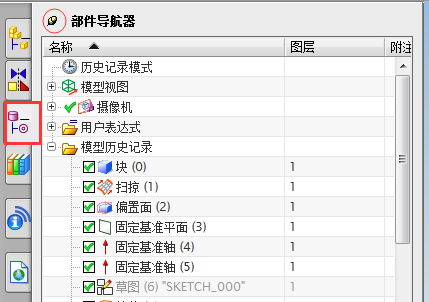 部件导航器
名称 图层 附注
历史记录模式
模型视图
摄像机
用户表达式
模型历史记录
块 (0) 1
扫掠 (1) 1
偏置面 (2) 1
固定基准平面 (3) 1
固定基准轴 (4) 1
固定基准轴 (5) 1
草图 (6) "SKETCH_000" 1